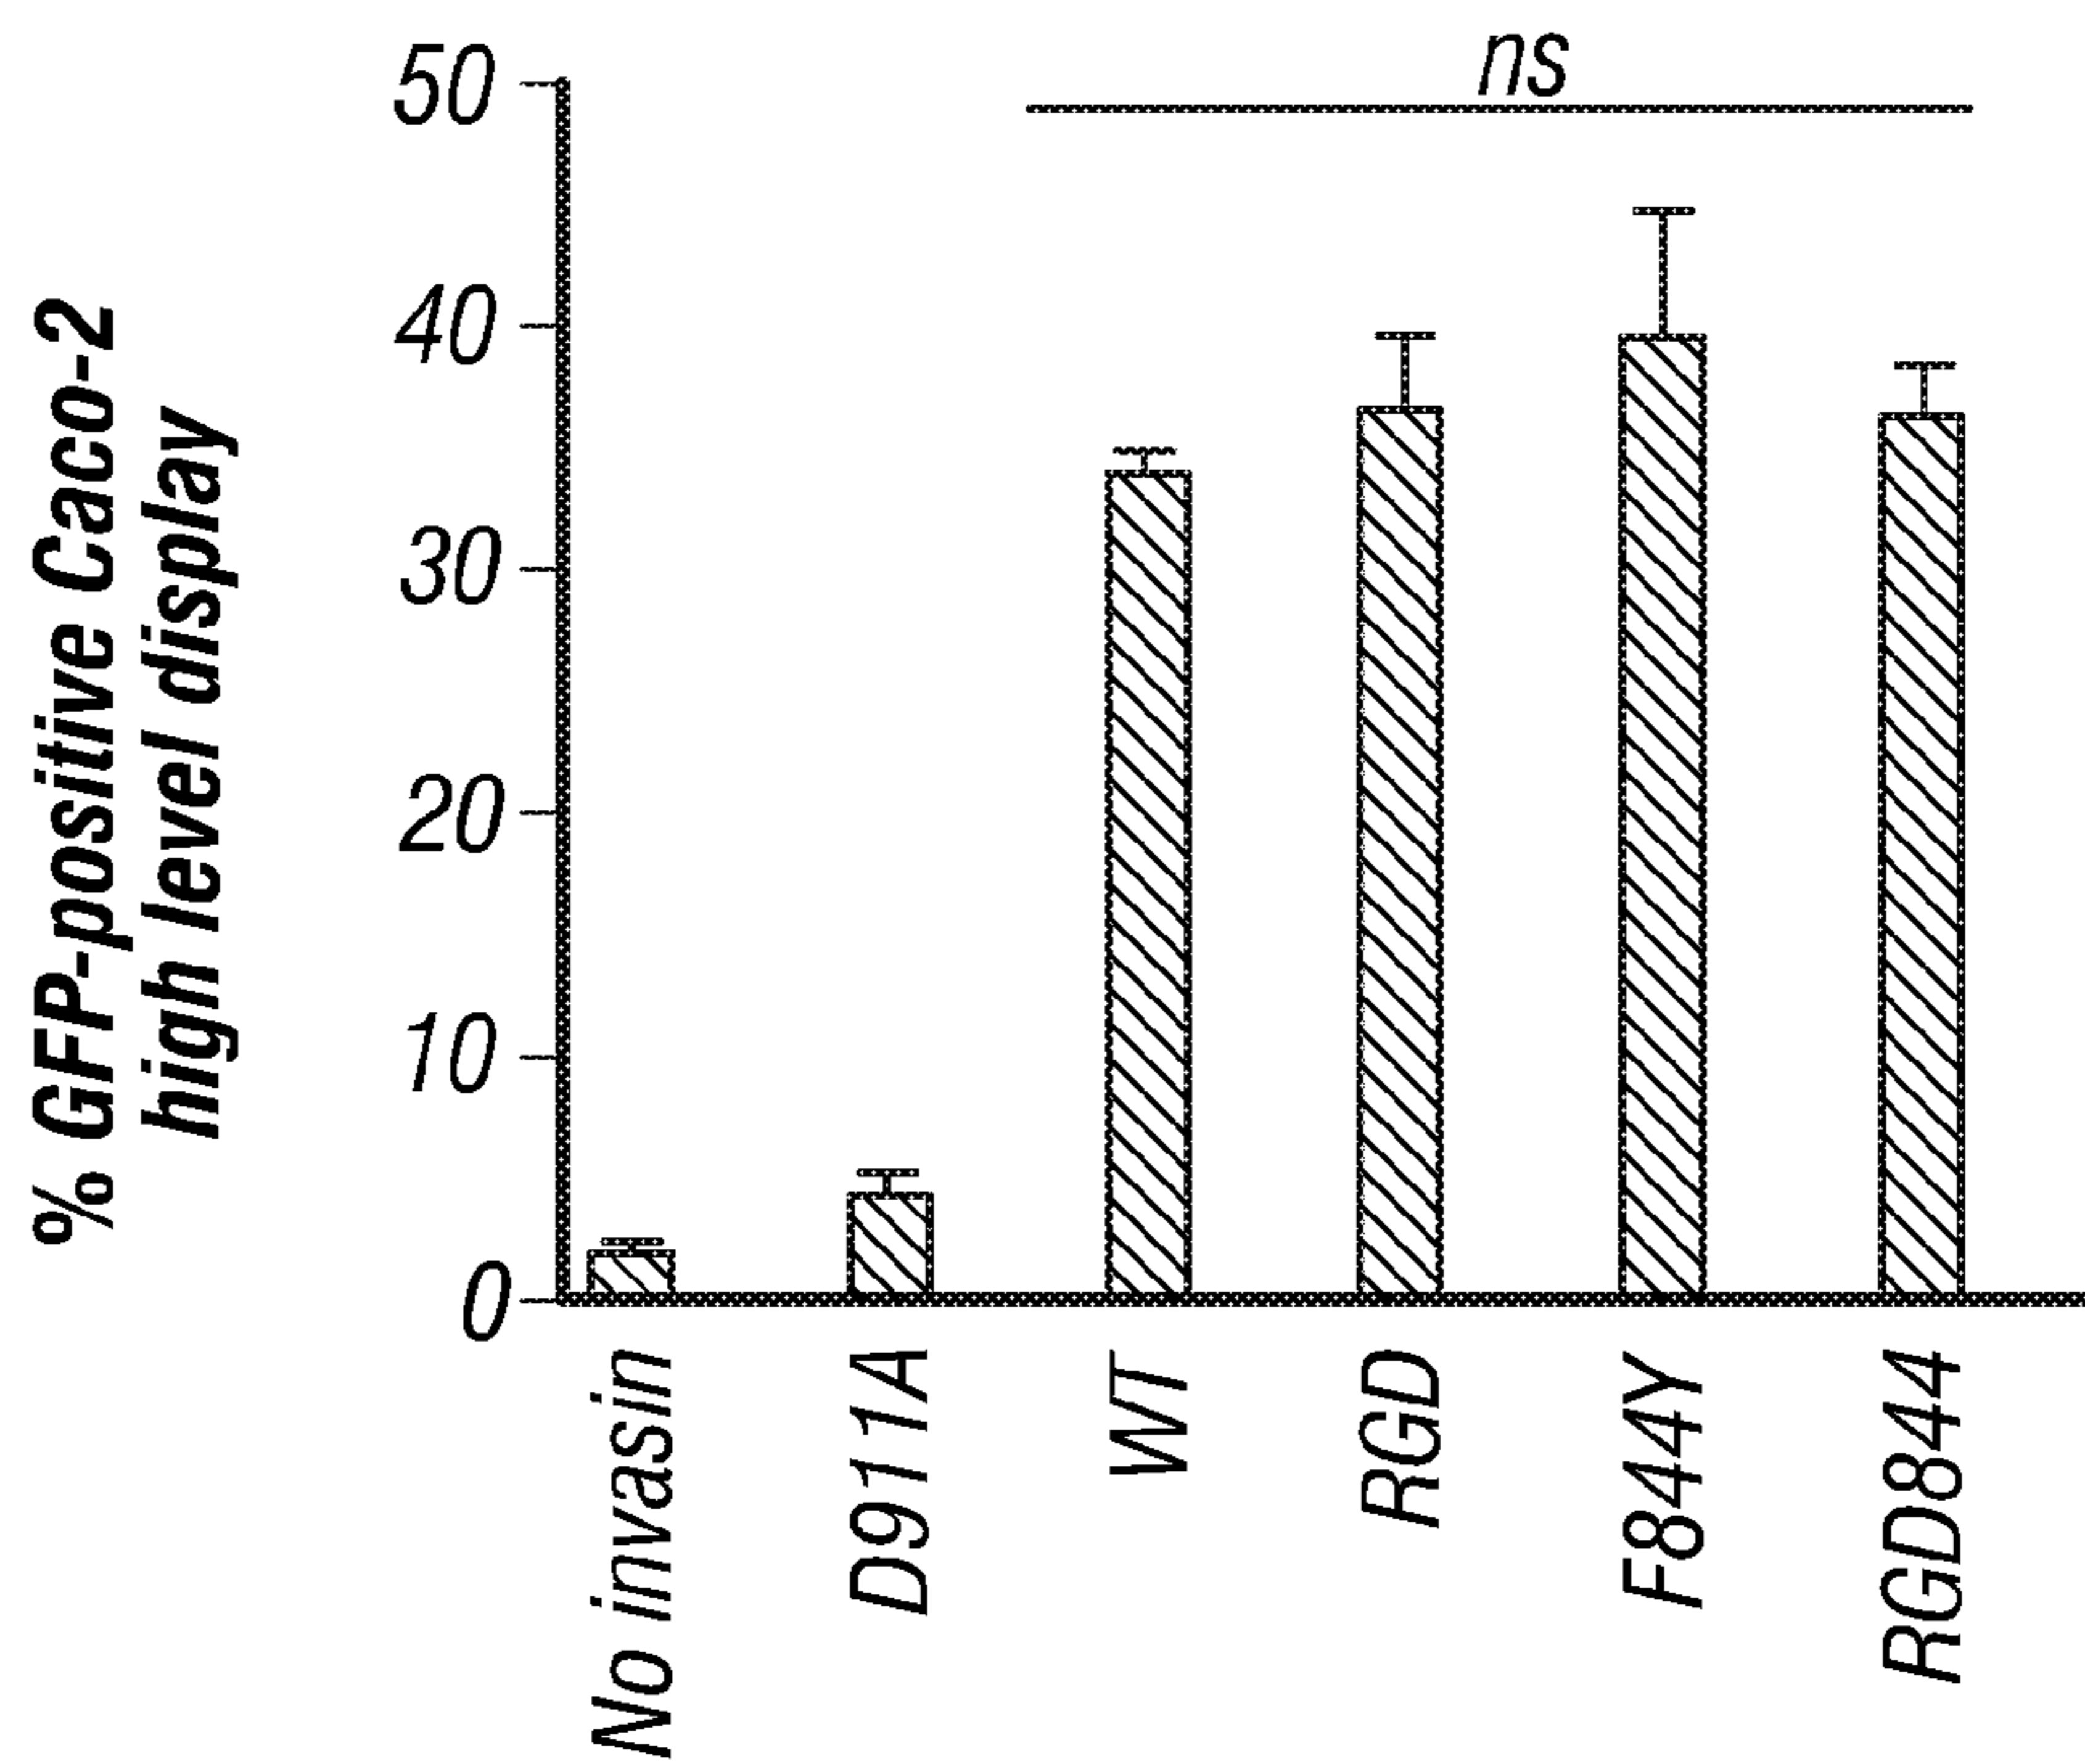 % GFP-positive Caco-2
high level display
50
40
30
20
10
0
ns
No invasin
D911A
WT
RGD
F844Y
RGD844